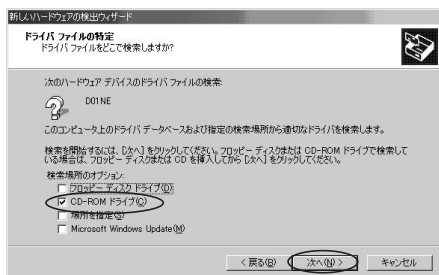 新しいハードウェアの検出ウィザード
ドライバ ファイルの特定
ドライバ ファイルをどこで検索しますか?
次のハードウェア デバイスのドライバ ファイルの検索:
D01NE
このコンピュータ上のドライバ データベースおよび指定の検索場所から適切なドライバを検索します。
検索を開始するには、[次へ] をクリックしてください。フロッピー ディスクまたは CD-ROM ドライブで検索して
いる場合は、フロッピー ディスクまたは CD を挿入してから [次へ] をクリックしてください。
検索場所のオプション:
フロッピー ディスク ドライブ(D)
CD-ROM ドライブ(C)
場所を指定(S)
Microsoft Windows Update(M)
< 戻る(B)
次へ(N) >
キャンセル